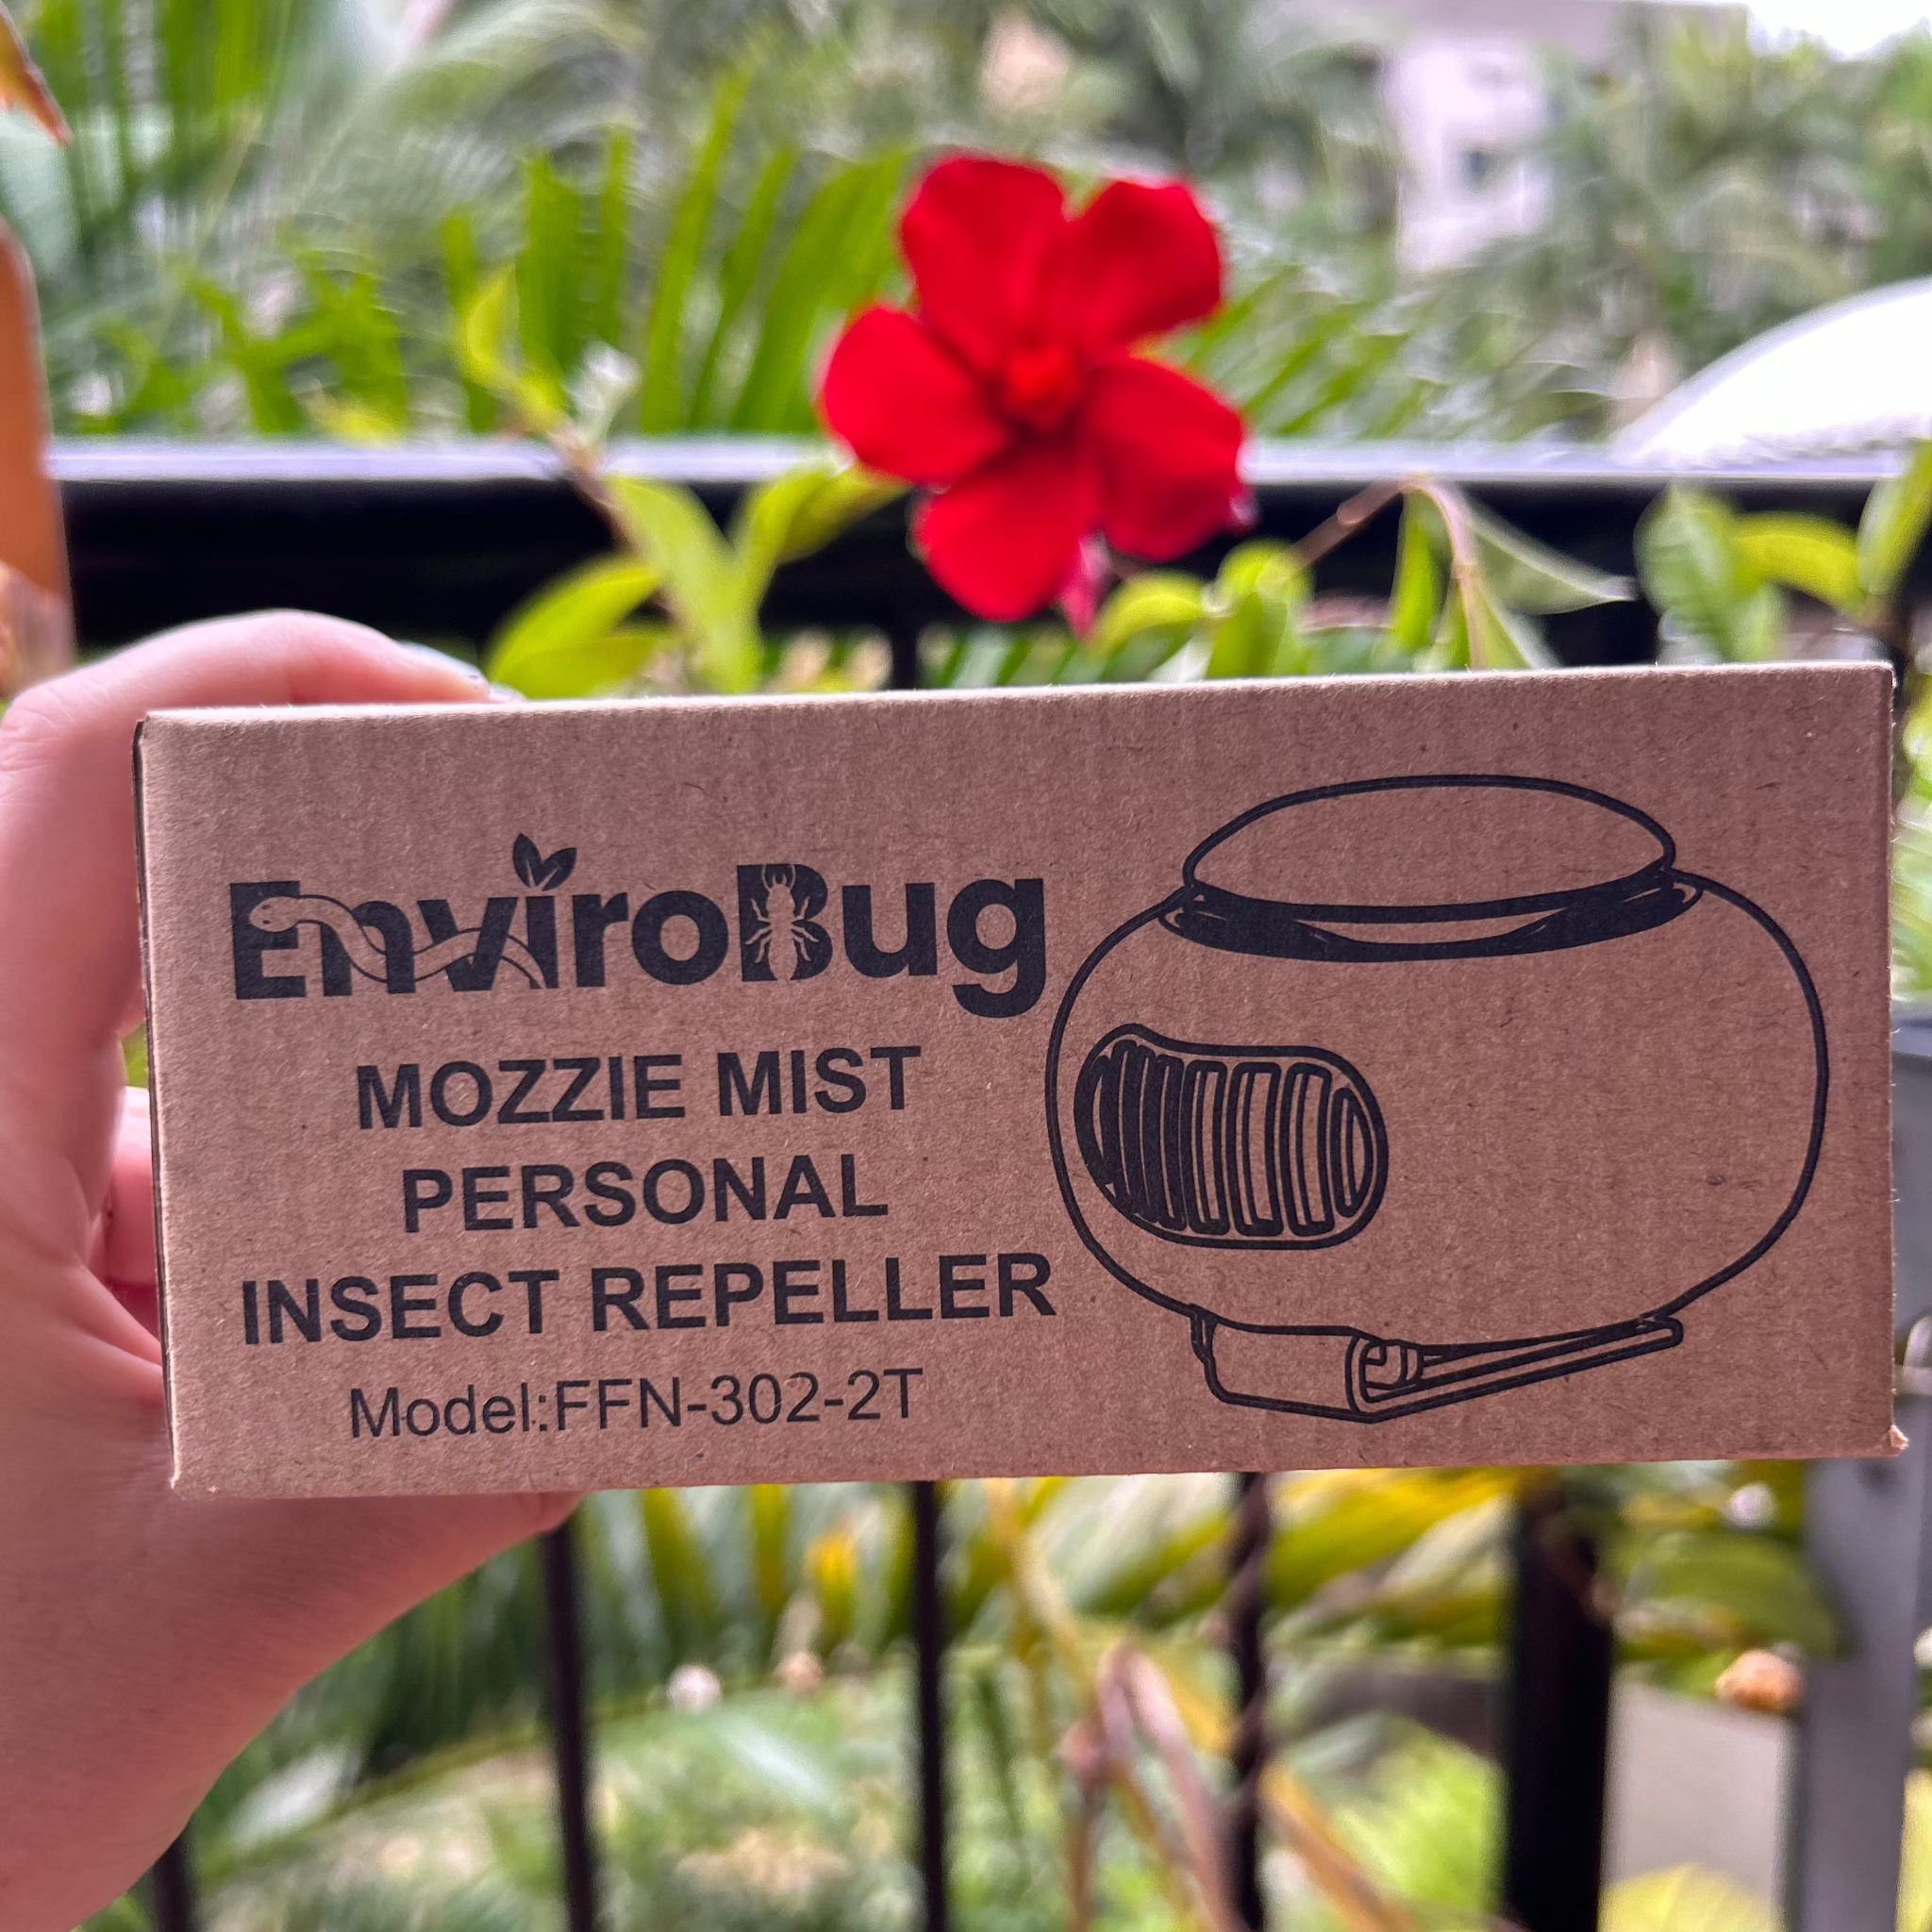 EnviroBug
MOZZIE MIST
PERSONAL
INSECT REPELLER
Model:FFN-302-2T